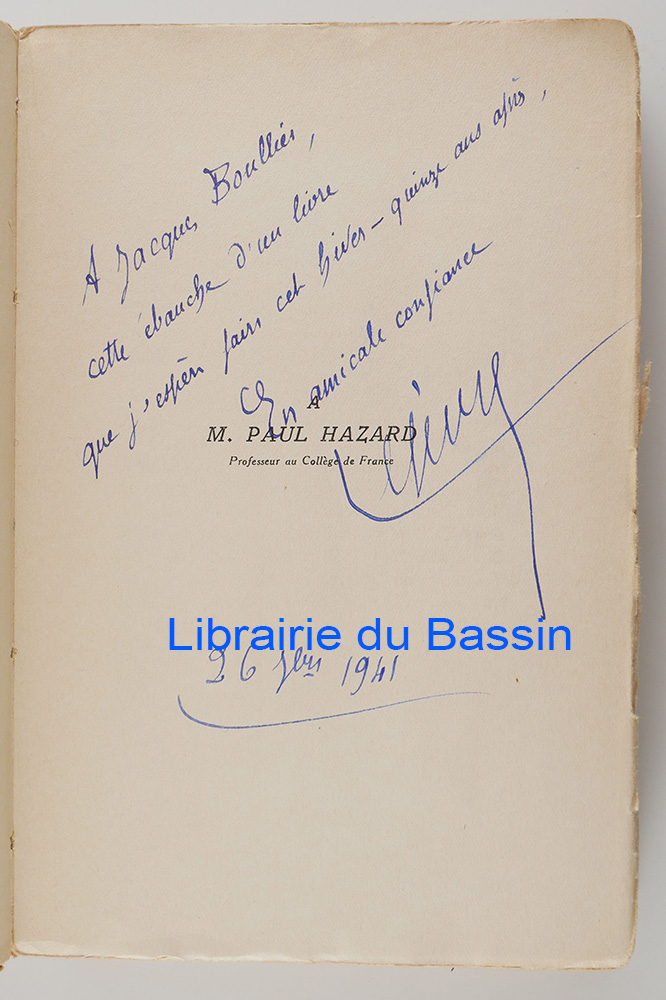 A Jacques Boullier,
cette ébauche d'un livre
que j'espère faire cet hiver – quinze ans après,
En amicale confiance
A
M. PAUL HAZARD
Professeur au Collège de France
Librairie du Bassin
26 1941